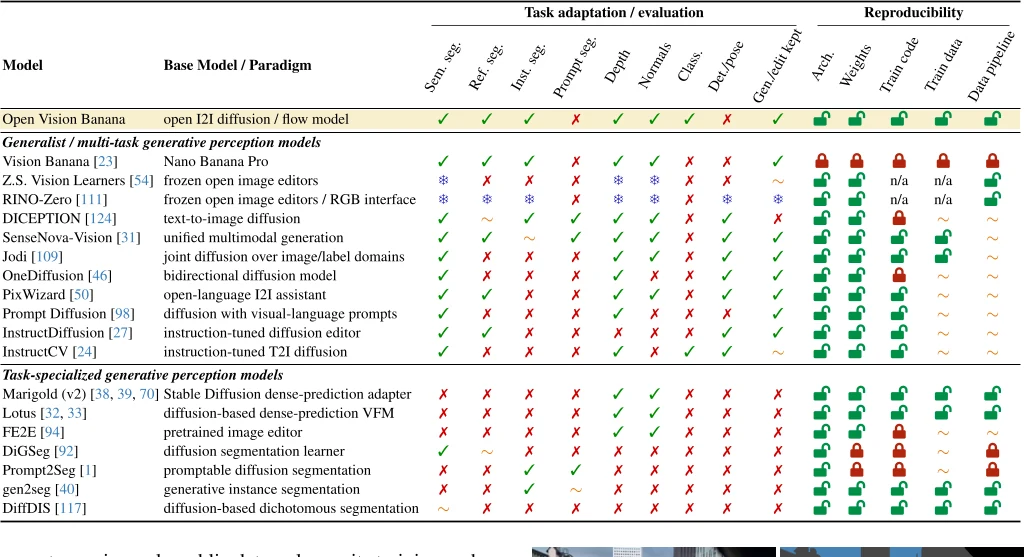 Task adaptation / evaluation Reproducibility
Model Base Model / Paradigm Sem. seg. Ref. seg. Inst. seg. Prompt seg. Depth Normals Class. Det./pose Gen./edit kept Arch. Weights Train code Train data Data pipeline
Open Vision Banana open I2I diffusion / flow model ✓ ✓ ✓ ✗ ✓ ✓ ✓ ✗ ✓
Generalist / multi-task generative perception models
Vision Banana [23] Nano Banana Pro ✓ ✓ ✓ ✗ ✓ ✓ ✗ ✗ ✓
Z.S. Vision Learners [54] frozen open image editors ❄ ✗ ✗ ✗ ❄ ❄ ✗ ✗ ~ n/a n/a
RINO-Zero [111] frozen open image editors / RGB interface ❄ ❄ ❄ ✗ ❄ ❄ ✗ ❄ ❄ n/a n/a
DICEPTION [124] text-to-image diffusion ✓ ~ ✓ ✓ ✓ ✓ ✗ ✓ ✗ ~ ~
SenseNova-Vision [31] unified multimodal generation ✓ ✓ ~ ✓ ✓ ✓ ✗ ✓ ✓ ~
Jodi [109] joint diffusion over image/label domains ✓ ✗ ✗ ✗ ✓ ✓ ✗ ✓ ✓ ~
OneDiffusion [46] bidirectional diffusion model ✓ ✗ ✗ ✗ ✓ ✗ ✗ ✓ ✓ ~ ~
PixWizard [50] open-language I2I assistant ✓ ✓ ✗ ✗ ✓ ✓ ✗ ✓ ✓ ~ ~
Prompt Diffusion [98] diffusion with visual-language prompts ✓ ✗ ✗ ✗ ✓ ✗ ✗ ✗ ✓ ~ ~
InstructDiffusion [27] instruction-tuned diffusion editor ✓ ✓ ✗ ✗ ✗ ✗ ✗ ✓ ✓ ~ ~
InstructCV [24] instruction-tuned T2I diffusion ✓ ✗ ✗ ✗ ✓ ✗ ✓ ✓ ~ ~ ~
Task-specialized generative perception models
Marigold (v2) [38, 39, 70] Stable Diffusion dense-prediction adapter ✗ ✗ ✗ ✗ ✓ ✓ ✗ ✗ ✗
Lotus [32, 33] diffusion-based dense-prediction VFM ✗ ✗ ✗ ✗ ✓ ✓ ✗ ✗ ✗
FE2E [94] pretrained image editor ✗ ✗ ✗ ✗ ✓ ✓ ✗ ✗ ✗ ~ ~
DiGSeg [92] diffusion segmentation learner ✓ ~ ✗ ✗ ✗ ✗ ✗ ✗ ✗ ~
Prompt2Seg [1] promptable diffusion segmentation ✗ ✗ ✓ ✓ ✗ ✗ ✗ ✗ ✗ ~
gen2seg [40] generative instance segmentation ✗ ✗ ✓ ~ ✗ ✗ ✗ ✗ ✗
DiffDIS [117] diffusion-based dichotomous segmentation ~ ✗ ✗ ✗ ✗ ✗ ✗ ✗ ✗